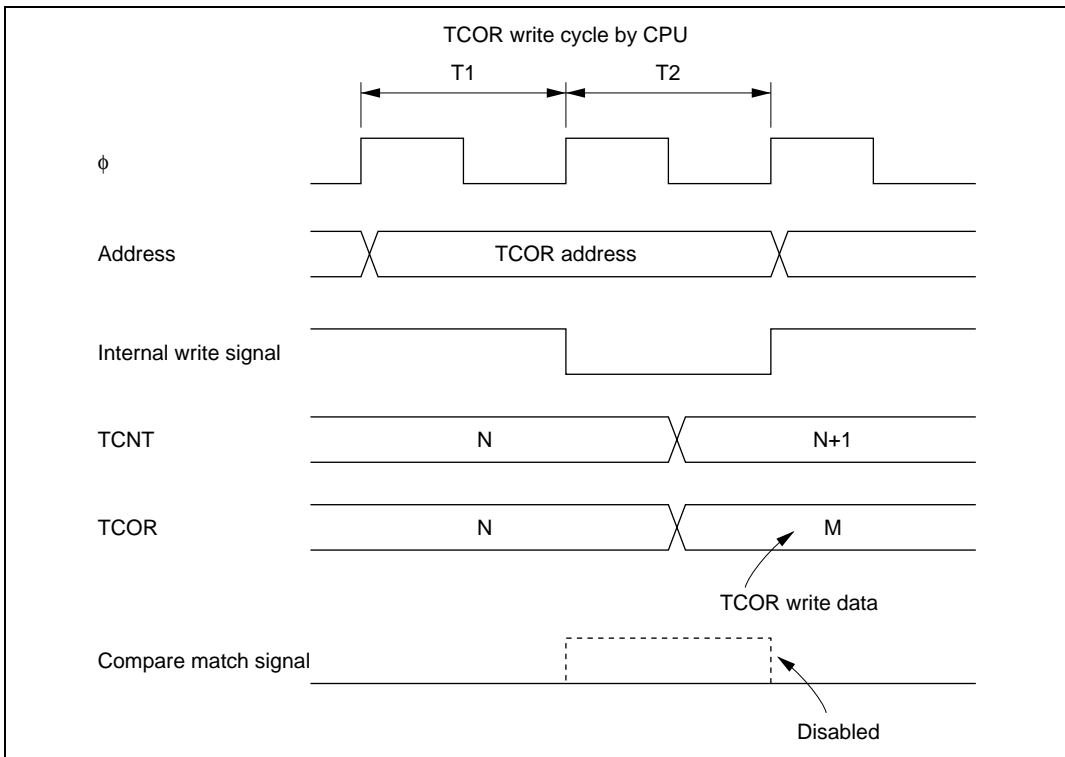 TCOR write cycle by CPU
T1
T2
ϕ
Address
TCOR address
Internal write signal
TCNT
N
N+1
TCOR
N
M
TCOR write data
Compare match signal
Disabled